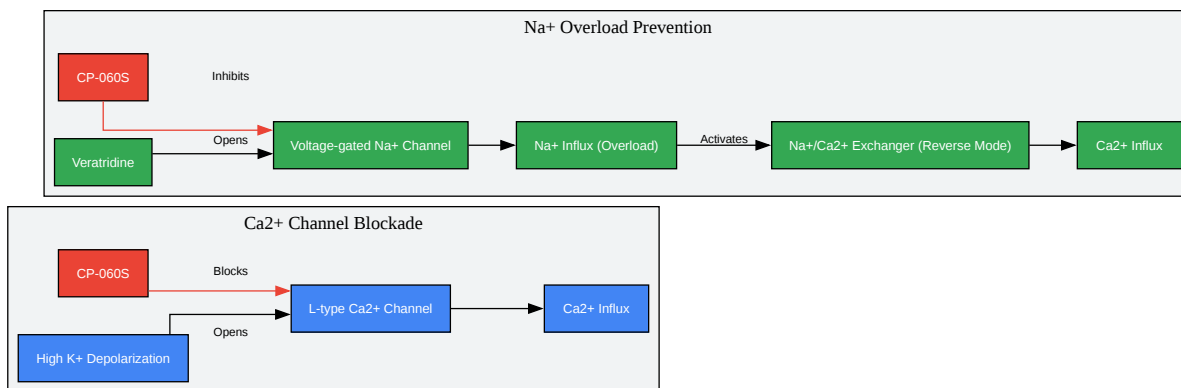 Na+ Overload Prevention
CP-060S
Inhibits
Opens
Veratridine
Voltage-gated Na+ Channel
Na+ Influx (Overload)
Activates
Na+/Ca2+ Exchanger (Reverse Mode)
Ca2+ Influx
Ca2+ Channel Blockade
CP-060S
Blocks
L-type Ca2+ Channel
Ca2+ Influx
Opens
High K+ Depolarization